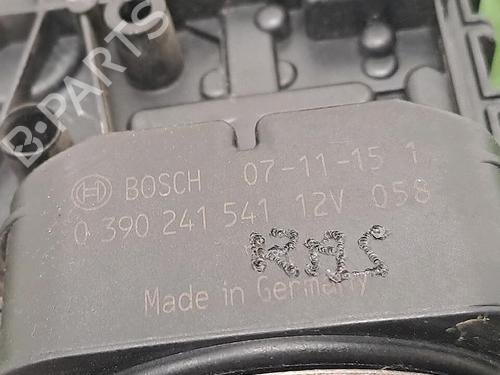 B-PARTS
BOSCH 07-11-15 1
0 390 241 541 12V 058
Made in Germany